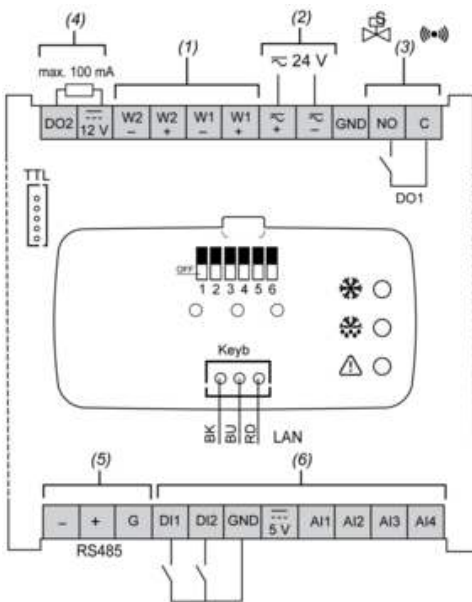 (4) (1) (2) (3)
max. 100 mA 24 V
DO2 12 V W2 – W2 + W1 – W1 + + – GND NO C
DO1
TTL
OFF
1 2 3 4 5 6
Keyb
BK BU RD LAN
(5) (6)
– + G DI1 DI2 GND 5 V AI1 AI2 AI3 AI4
RS485